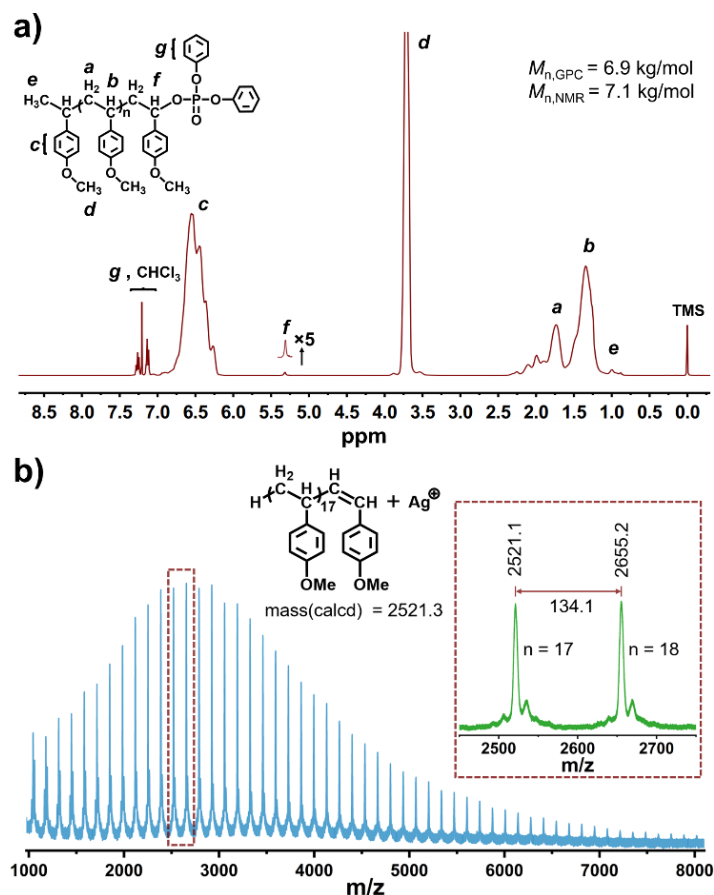 a)
g
a
b
f
e
H₂
H
H₂
H₃C
C
C
C
C
H
n
O
P
O
O
O
c
O
O
O
CH₃
CH₃
CH₃
d
M n,GPC = 6.9 kg/mol
M n,NMR = 7.1 kg/mol
d
c
g , CHCl₃
f
×5
a
b
e
TMS
8.5 8.0 7.5 7.0 6.5 6.0 5.5 5.0 4.5 4.0 3.5 3.0 2.5 2.0 1.5 1.0 0.5 0.0
ppm
b)
H₂
C
H
H
H
C
17
C
C
H
+ Ag⊕
OMe
OMe
mass(calcd) = 2521.3
2521.1
2655.2
134.1
n = 17
n = 18
2500 2600 2700
m/z
1000 2000 3000 4000 5000 6000 7000 8000
m/z